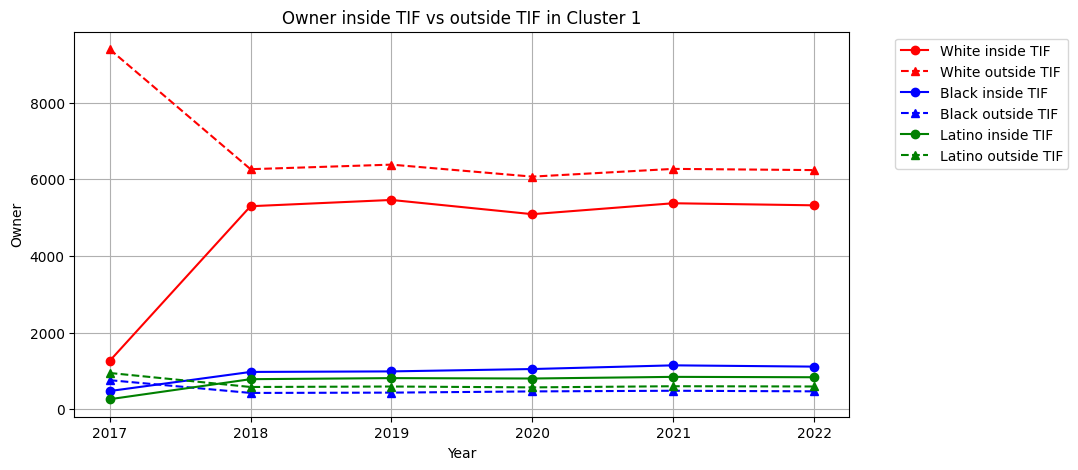 Owner inside TIF vs outside TIF in Cluster 1
White inside TIF
White outside TIF
Black inside TIF
Black outside TIF
Latino inside TIF
Latino outside TIF
Owner
8000
6000
4000
2000
0
2017
2018
2019
2020
2021
2022
Year